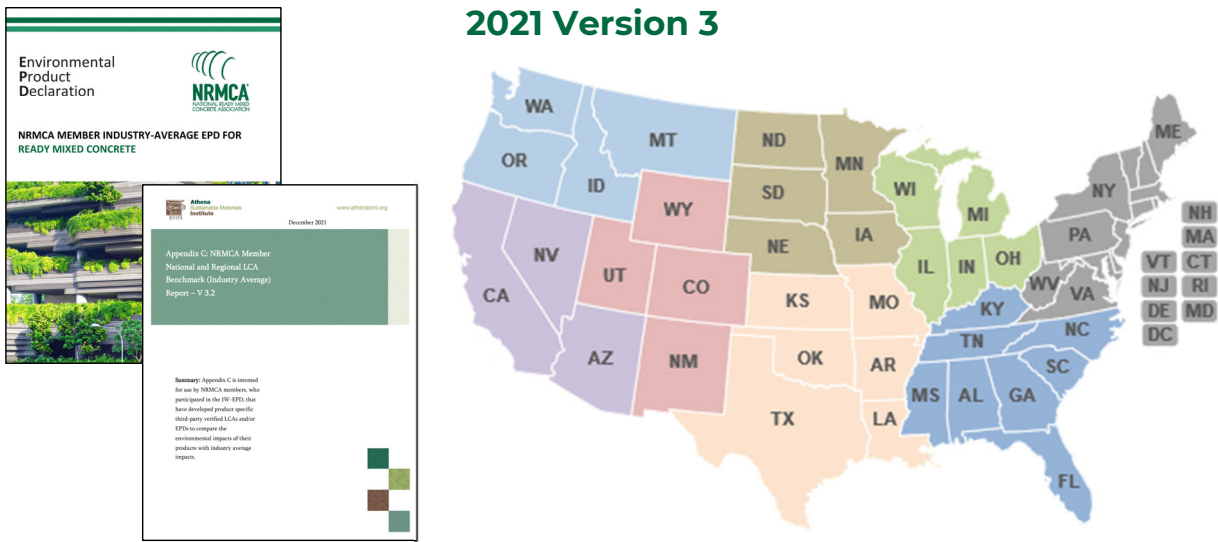 2021 Version 3
Environmental
Product
Declaration
NRMCA
NATIONAL READY MIXED
CONCRETE ASSOCIATION
NRMCA MEMBER INDUSTRY-AVERAGE EPD FOR
READY MIXED CONCRETE
Athena
Sustainable Materials
Institute
www.athenasmi.org
December 2021
Appendix C: NRMCA Member
National and Regional LCA
Benchmark (Industry Average)
Report – V 3.2
Summary: Appendix C is intented
for use by NRMCA members, who
participated in the IW-EPD, that
have developed product specific
third-party verified LCAs and/or
EPDs to compare the
environmental impacts of their
products with industry average
impacts.
WA
MT
ND
MN
ME
OR
ID
SD
WI
MI
NY
WY
NH
NV
NE
IA
PA
MA
UT
CO
IL
IN
OH
WV
VA
VT
CT
CA
KS
MO
KY
NJ
RI
AZ
NM
OK
AR
TN
NC
DE
MD
SC
DC
TX
LA
MS
AL
GA
FL